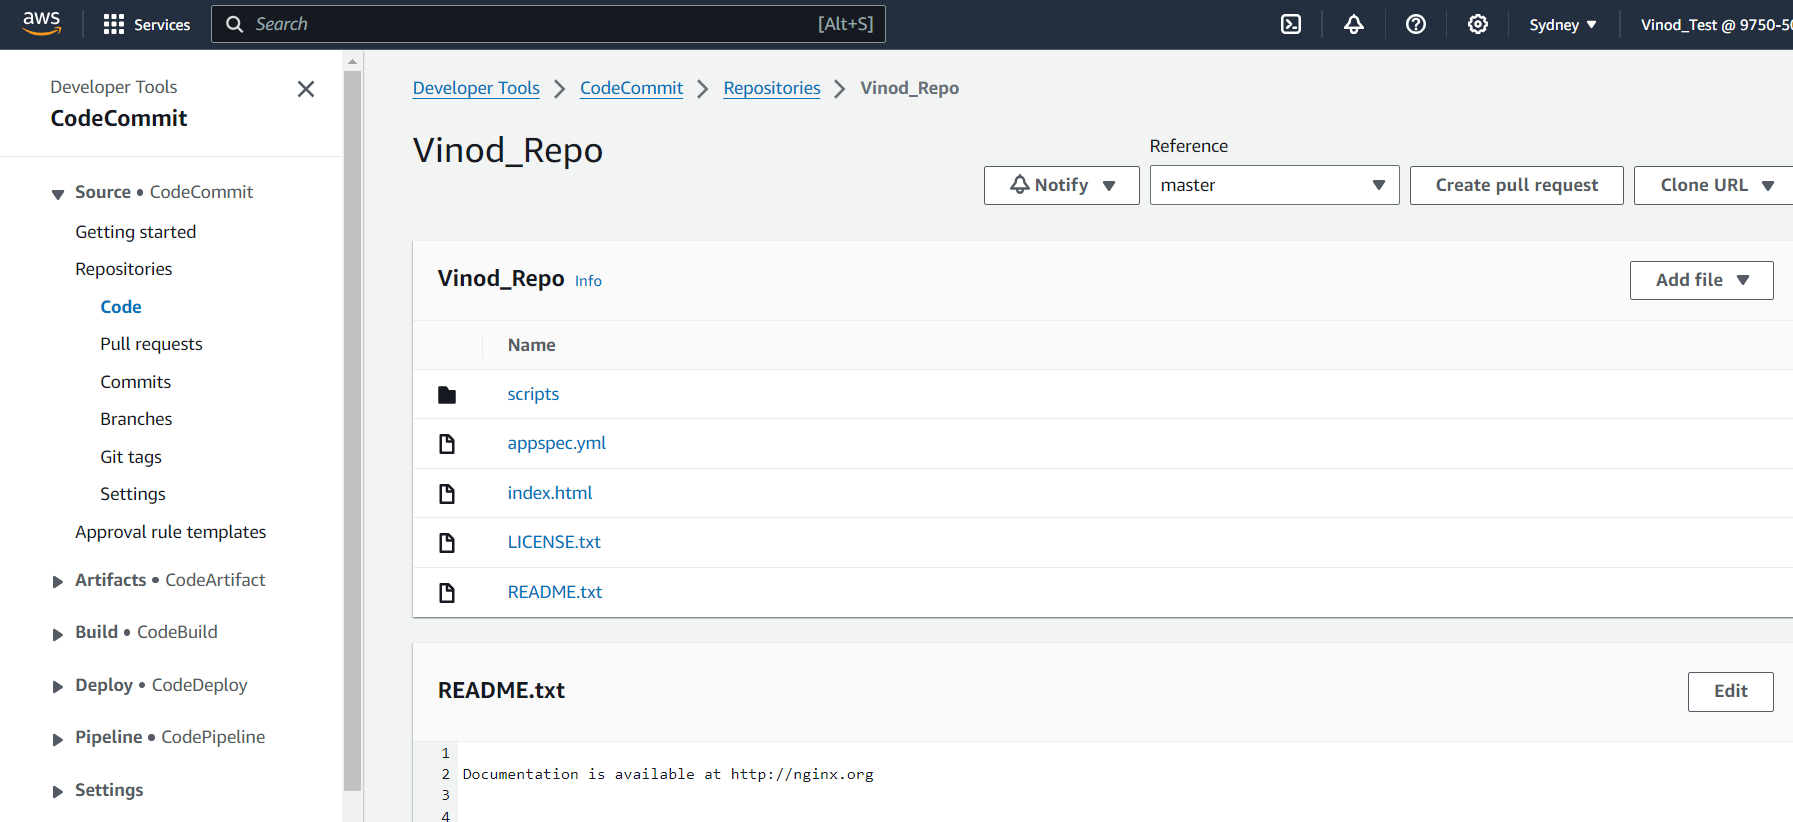 aws
Services
Search
[Alt+S]
Sydney
Vinod_Test @ 9750-50
Developer Tools
CodeCommit
Source • CodeCommit
Getting started
Repositories
Code
Pull requests
Commits
Branches
Git tags
Settings
Approval rule templates
Artifacts • CodeArtifact
Build • CodeBuild
Deploy • CodeDeploy
Pipeline • CodePipeline
Settings
Developer Tools
CodeCommit
Repositories
Vinod_Repo
Vinod_Repo
Reference
Notify
master
Create pull request
Clone URL
Vinod_Repo Info
Add file
Name
scripts
appspec.yml
index.html
LICENSE.txt
README.txt
README.txt
Edit
1
2 Documentation is available at http://nginx.org
3
4